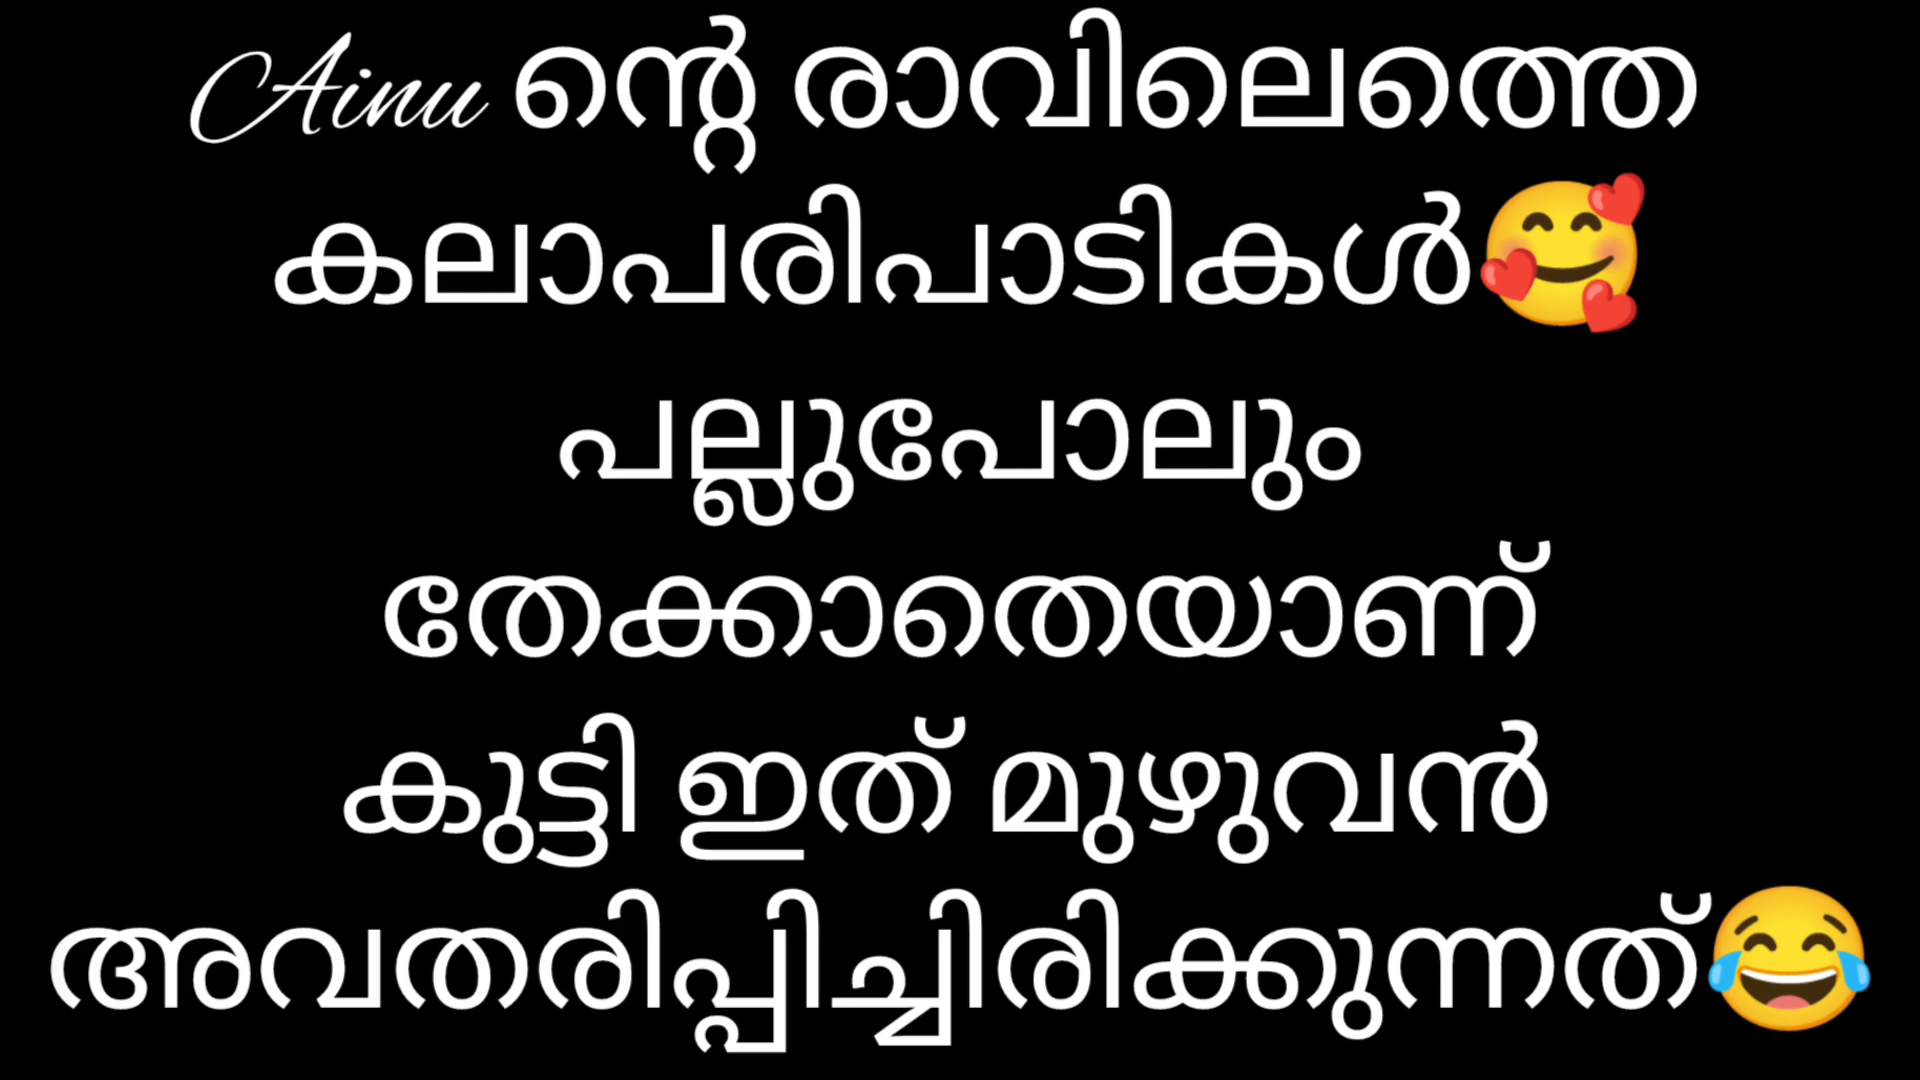 Ainu ന്റെ രാവിലെത്തെ
കലാപരിപാടികൾ🥰
പല്ലുപോലും
തേക്കാതെയാണ്
കുട്ടി ഇത് മുഴുവൻ
അവതരിപ്പിച്ചിരിക്കുന്നത്😂